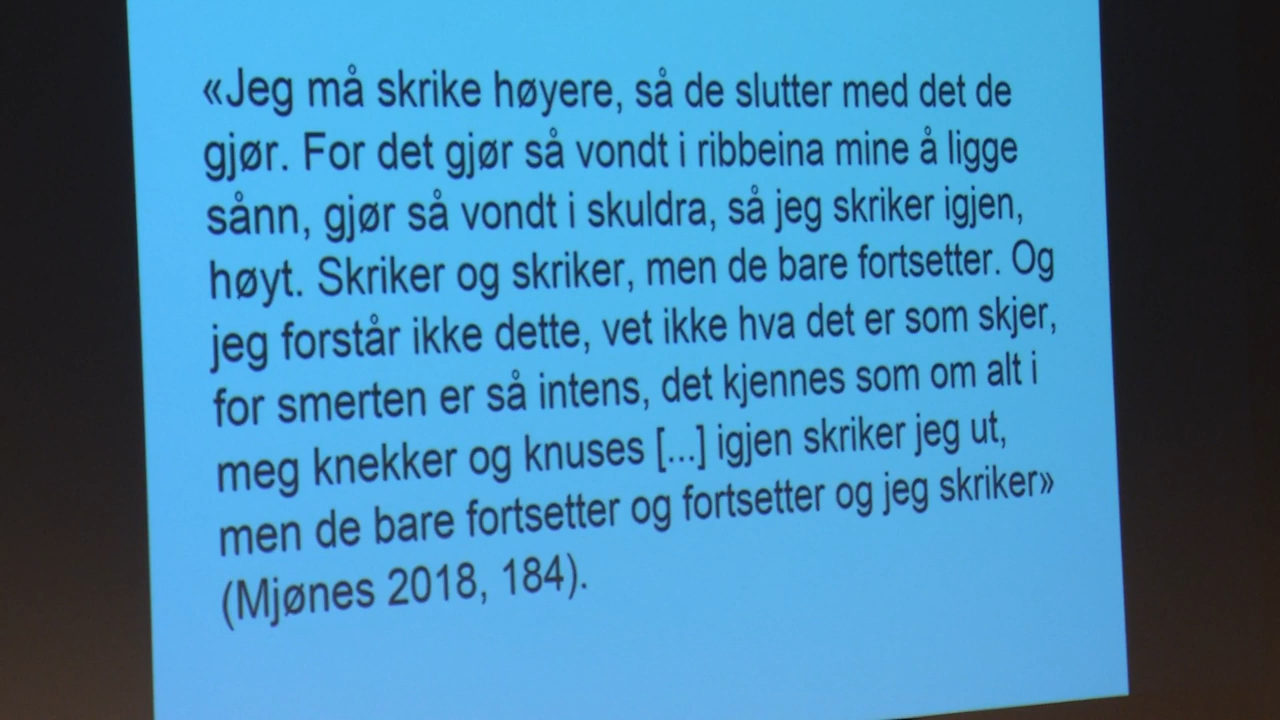 «Jeg må skrike høyere, så de slutter med det de
gjør. For det gjør så vondt i ribbeina mine å ligge
sånn, gjør så vondt i skuldra, så jeg skriker igjen,
høyt. Skriker og skriker, men de bare fortsetter. Og
jeg forstår ikke dette, vet ikke hva det er som skjer,
for smerten er så intens, det kjennes som om alt i
meg knekker og knuses [...] igjen skriker jeg ut,
men de bare fortsetter og fortsetter og jeg skriker»
(Mjønes 2018, 184).